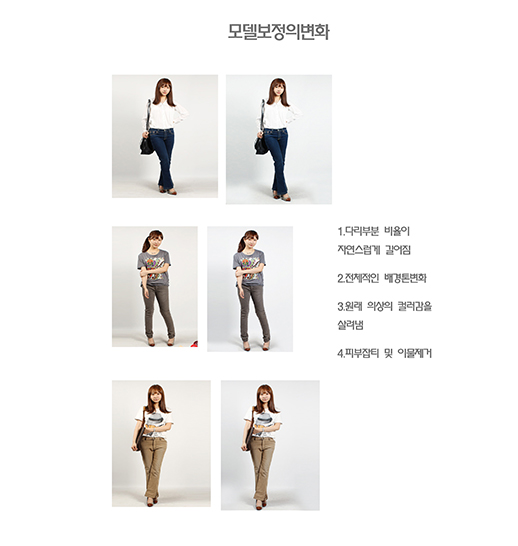 모델보정의변화
1.다리부분 비율이
자연스럽게 길어짐
2.전체적인 배경톤변화
3.원래 의상의 컬러감을
살려냄
4.피부잡티 및 이물제거